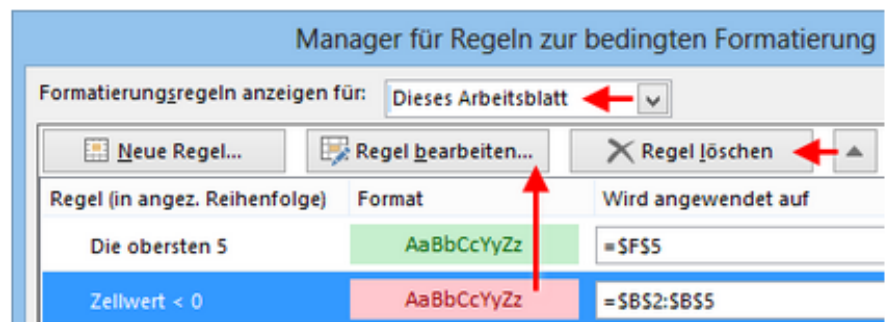 Manager für Regeln zur bedingten Formatierung
Formatierungsregeln anzeigen für: Dieses Arbeitsblatt
Neue Regel... Regel bearbeiten... Regel löschen
Regel (in angez. Reihenfolge) Format Wird angewendet auf
Die obersten 5 AaBbCcYyZz =$F$5
Zellwert < 0 AaBbCcYyZz =$B$2:$B$5